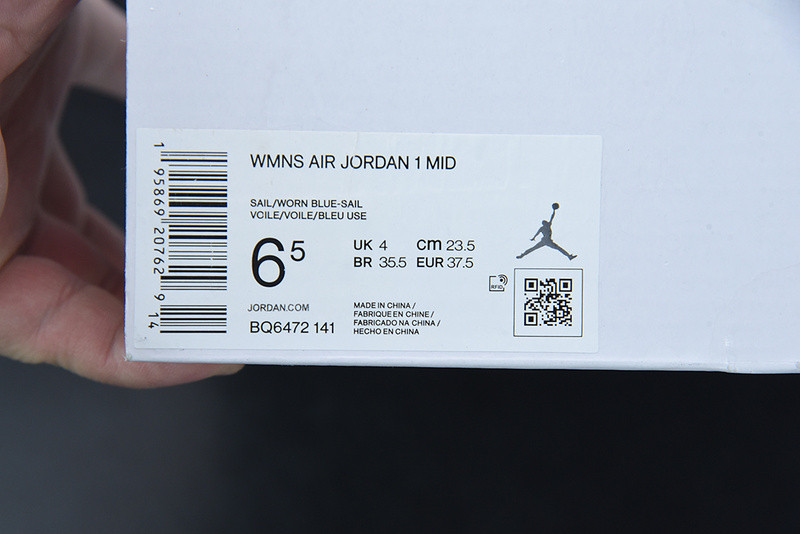 1 95869 20762 9 14
WMNS AIR JORDAN 1 MID
SAIL/WORN BLUE-SAIL
VOILE/VOILE/BLEU USE
6 5
UK 4 cm 23.5
BR 35.5 EUR 37.5
RFID
JORDAN.COM
BQ6472 141
MADE IN CHINA /
FABRIQUE EN CHINE /
FABRICADO NA CHINA /
HECHO EN CHINA